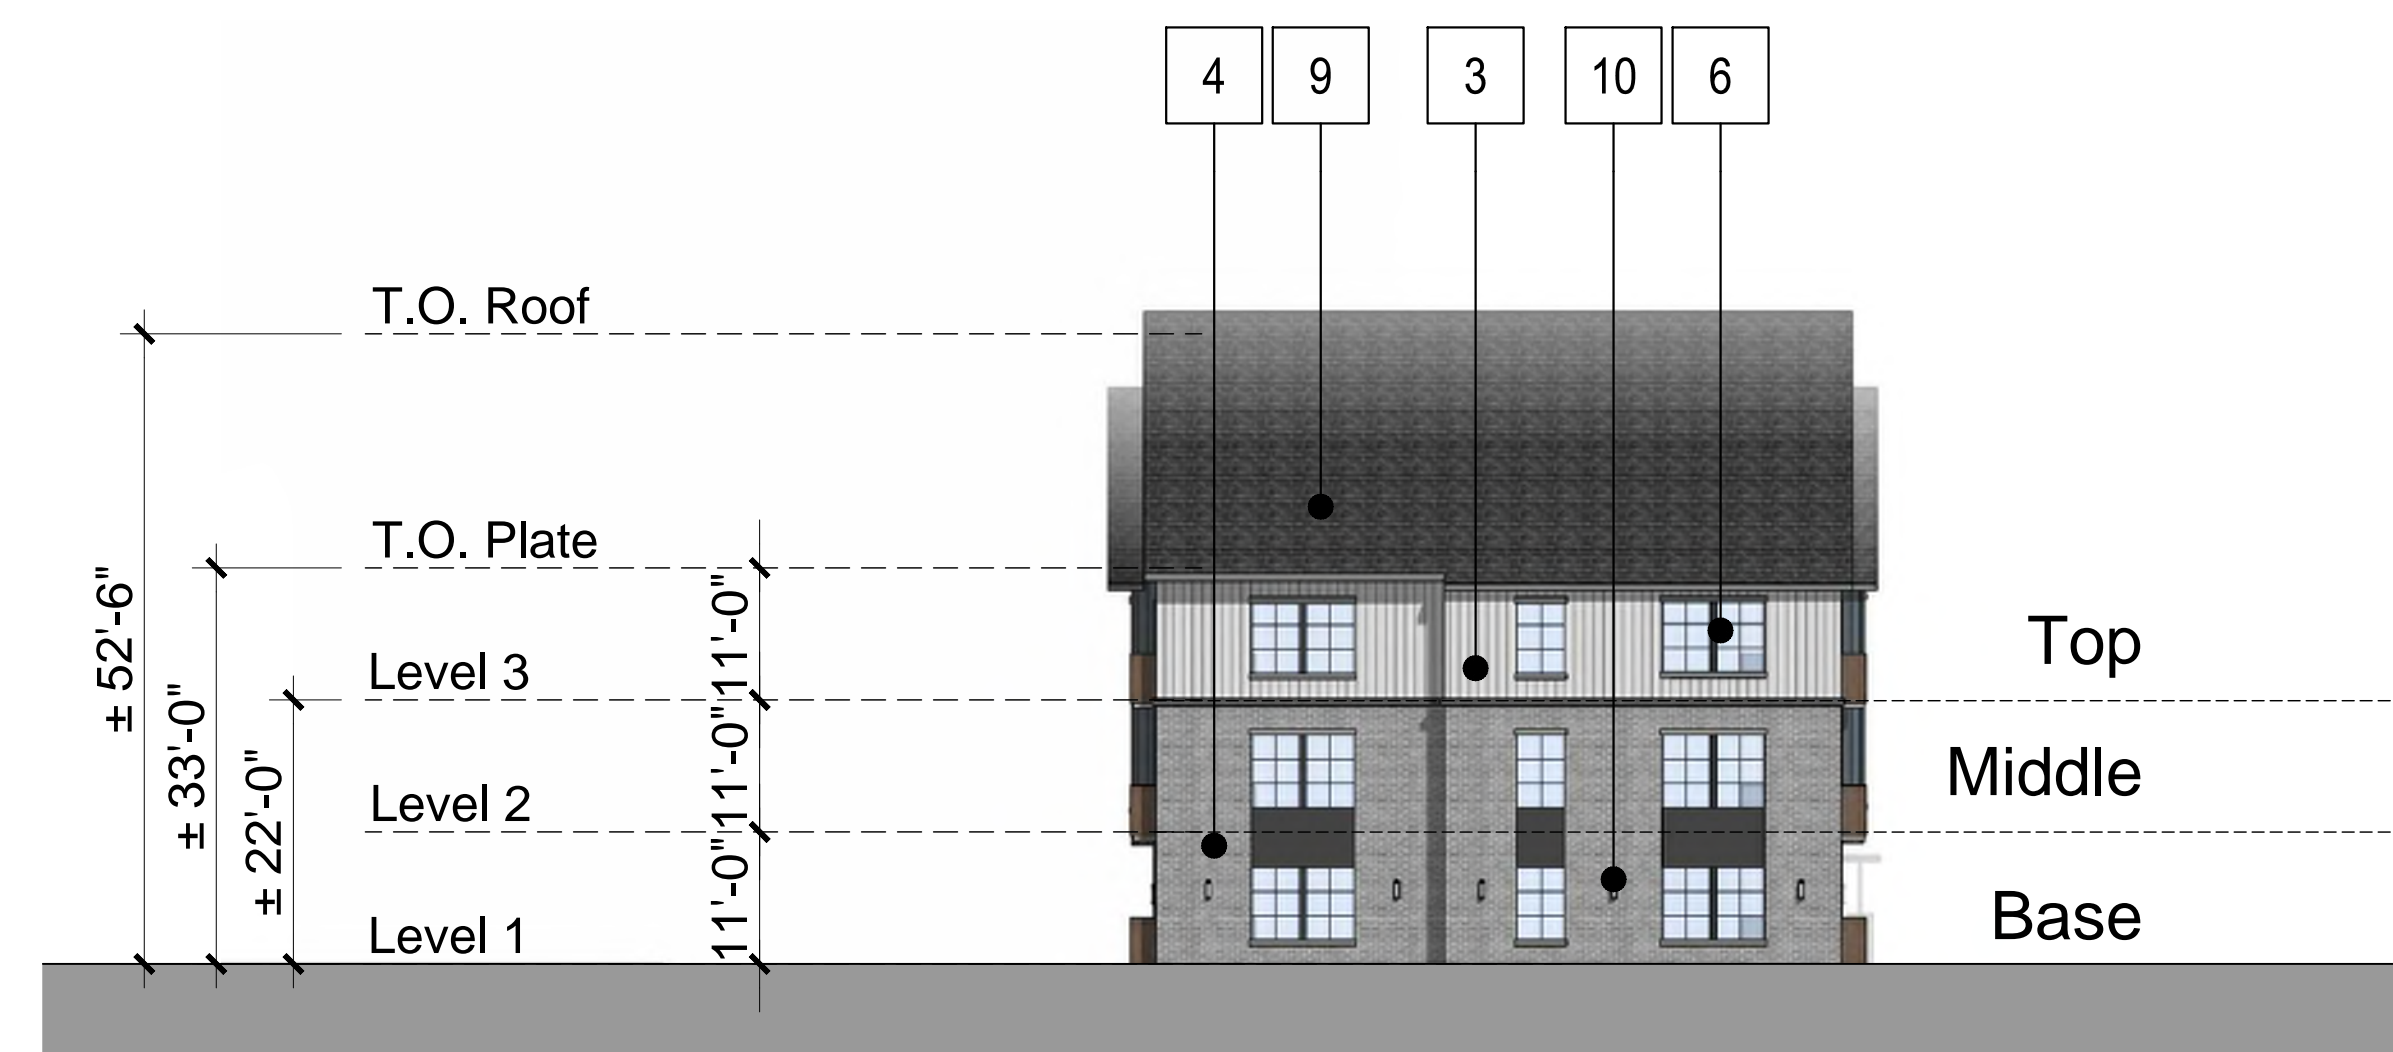 4 9 3 10 6
T.O. Roof
T.O. Plate
Level 3
Level 2
Level 1
± 52'-6"
± 33'-0"
± 22'-0"
11'-0"
11'-0"
11'-0"
Top
Middle
Base